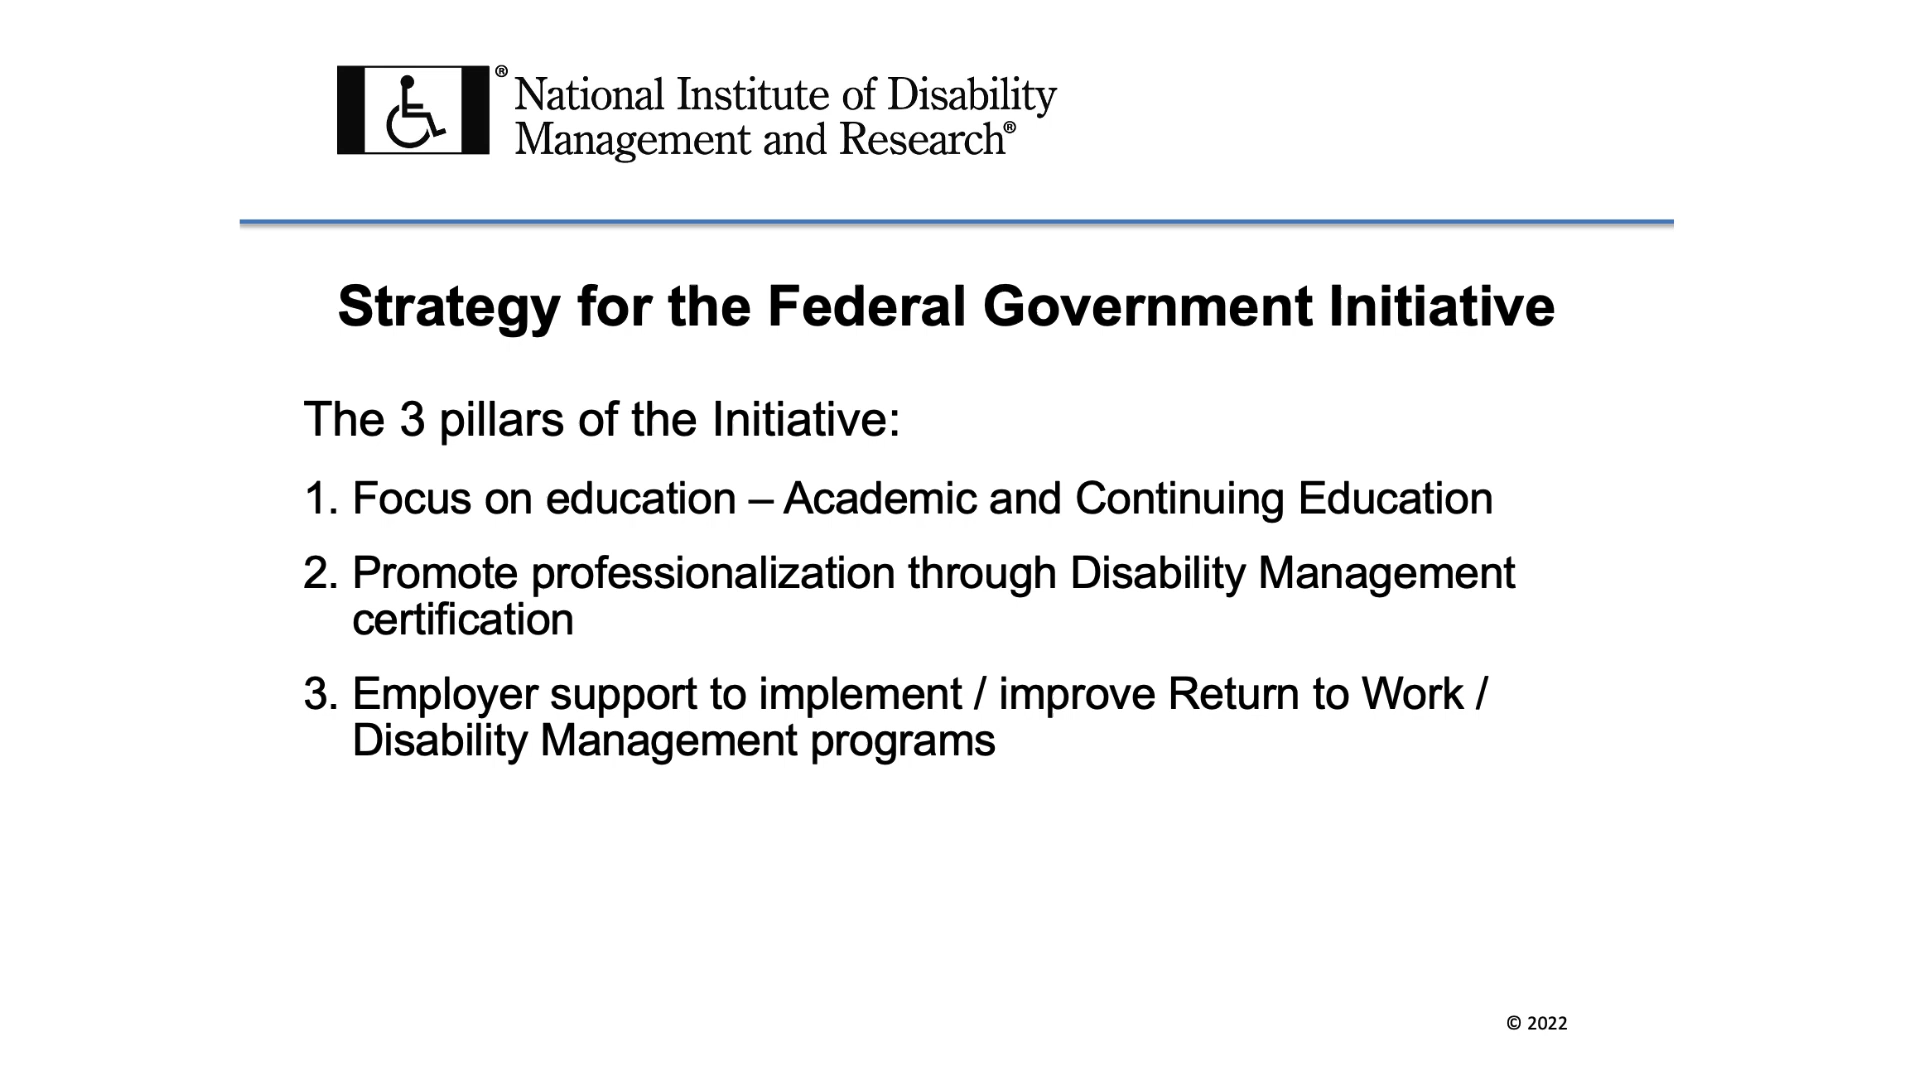 ® National Institute of Disability
Management and Research®
Strategy for the Federal Government Initiative
The 3 pillars of the Initiative:
1. Focus on education – Academic and Continuing Education
2. Promote professionalization through Disability Management
certification
3. Employer support to implement / improve Return to Work /
Disability Management programs
© 2022